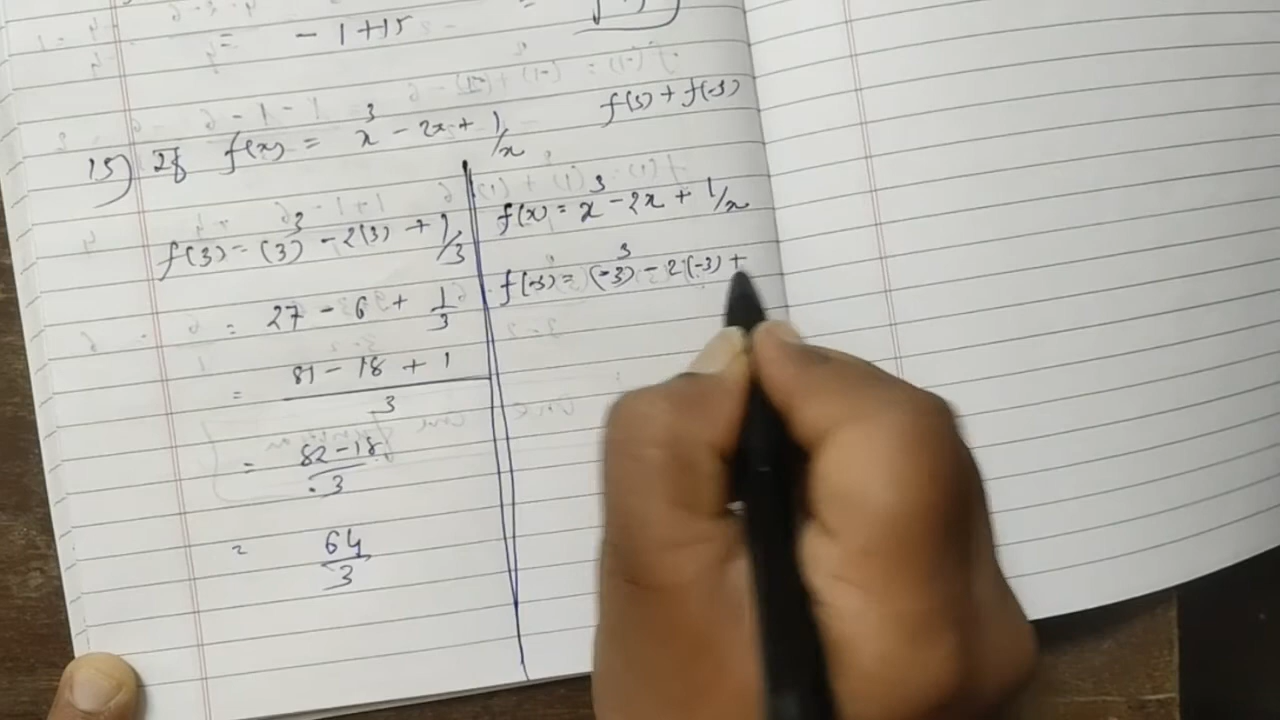 - 1 + 15 =
15) If f(x) = x³ - 2x + 1/x f(3) + f(-3)
f(3) = (3)³ - 2(3) + 1/3
= 27 - 6 + 1/3
= 81 - 18 + 1 / 3
= 82 - 18 / 3
= 64 / 3
f(x) = x³ - 2x + 1/x
f(-3) = (-3)³ - 2(-3) +